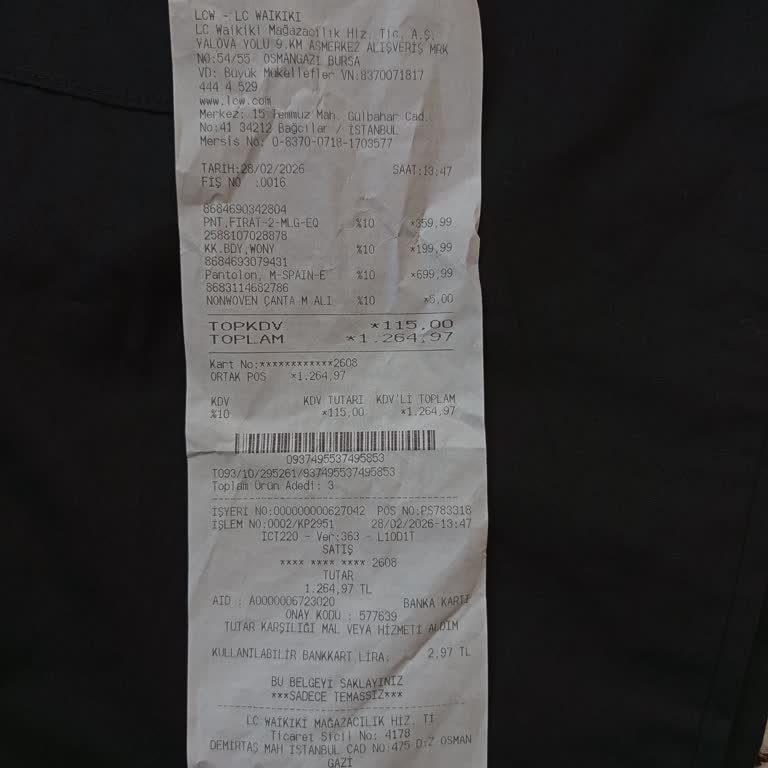 LCW - LC WAIKIKI
LC Waikiki Mağazacılık Hiz. Tic. A.Ş.
YALOVA YOLU 9.KM ASMERKEZ ALIŞVERİŞ MRK
NO:54/55 OSMANGAZİ BURSA
VD: Büyük Mükellefler VN:8370071817
444 4 529
www.lcw.com
Merkez: 15 Temmuz Mah. Gülbahar Cad.
No:41 34212 Bağcılar / İSTANBUL
Mersis No: 0-8370-0718-1703577
TARİH:28/02/2026 SAAT:13:47
FİŞ NO :0016
8684690342804
PNT,FIRAT-2-MLG-EQ %10 *359,99
2588107028878
KK.BDY,WONY %10 *199,99
8684693079431
Pantolon, M-SPAIN-E %10 *699,99
8683114682786
NONWOVEN ÇANTA M ALI %10 *5,00
TOPKDV *115,00
TOPLAM *1.264,97
Kart No:************2608
ORTAK POS *1.264,97
KDV KDV TUTARI KDV'Lİ TOPLAM
%10 *115,00 *1.264,97
0937495537495853
T093/10/295261/937495537495853
Toplam Ürün Adedi: 3
İŞYERİ NO:000000000627042 POS NO:PS783318
İŞLEM NO:0002/KP2951 28/02/2026-13:47
ICT220 - Ver:363 - L10D1T
SATIŞ
**** **** **** 2608
TUTAR
1.264,97 TL
AID : A0000006723020 BANKA KARTI
ONAY KODU : 577639
TUTAR KARŞILIĞI MAL VEYA HİZMETİ ALDIM
KULLANILABİLİR BANKKART LİRA: 2,97 TL
BU BELGEYİ SAKLAYINIZ
***SADECE TEMASSIZ***
LC WAİKİKİ MAĞAZACILIK HİZ. Tİ
Ticaret Sicil No: 4178
DEMİRTAŞ MAH İSTANBUL CAD NO:475 D:Z OSMAN
GAZİ